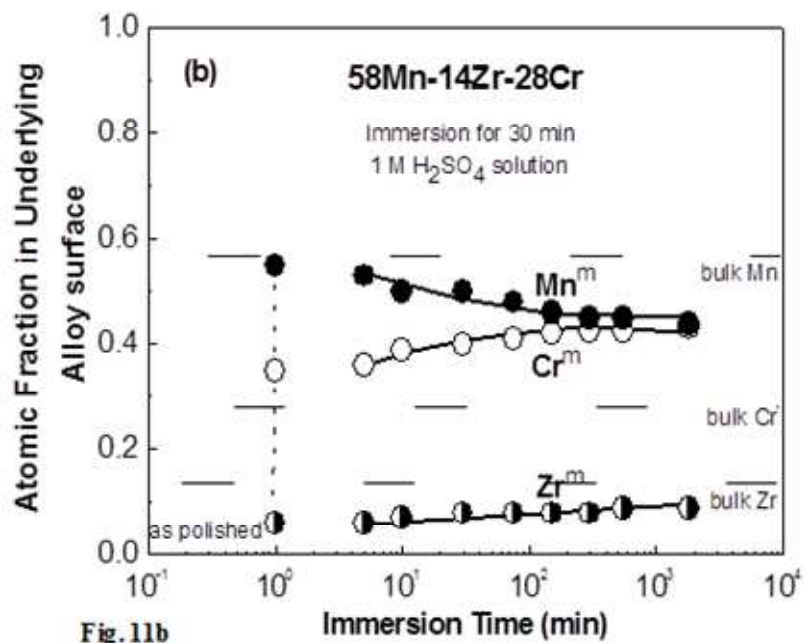 (b)
58Mn-14Zr-28Cr
Immersion for 30 min
1 M H2SO4 solution
Atomic Fraction in Underlying
Alloy surface
1.0
0.8
0.6
0.4
0.2
0.0
bulk Mn
Mn^m
Cr^m
bulk Cr
Zr^m
bulk Zr
as polished
10^-1 10^0 10^1 10^2 10^3 10^4
Immersion Time (min)
Fig.11b